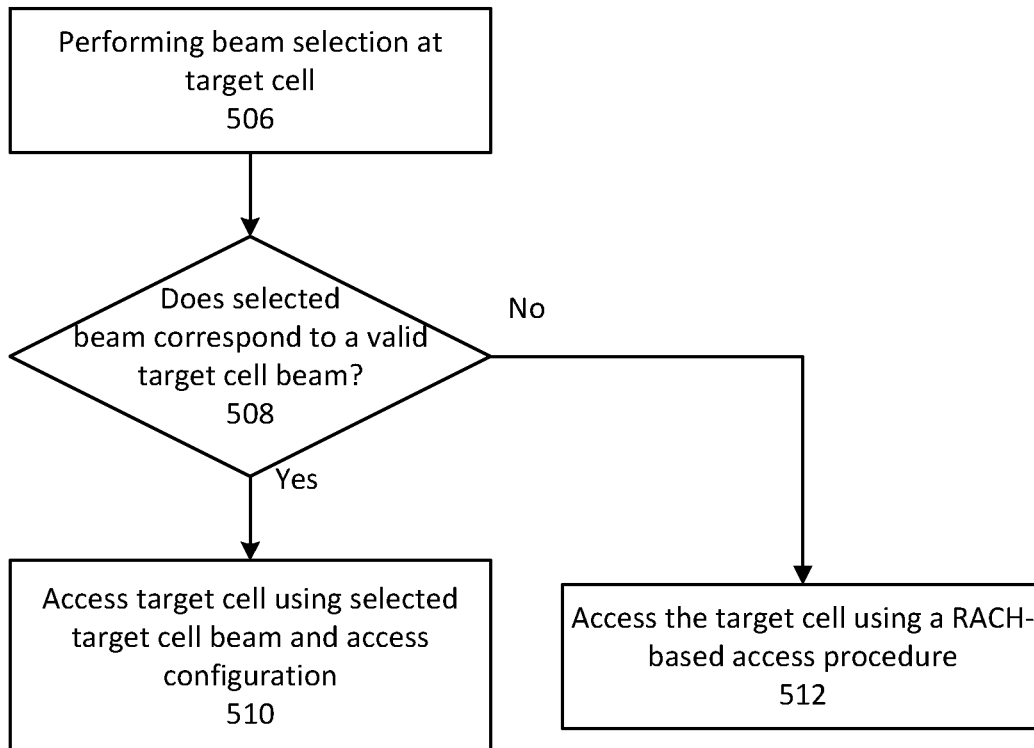 Performing beam selection at
target cell
506
Does selected
beam correspond to a valid
target cell beam?
508
No
Yes
Access target cell using selected
target cell beam and access
configuration
510
Access the target cell using a RACH-
based access procedure
512